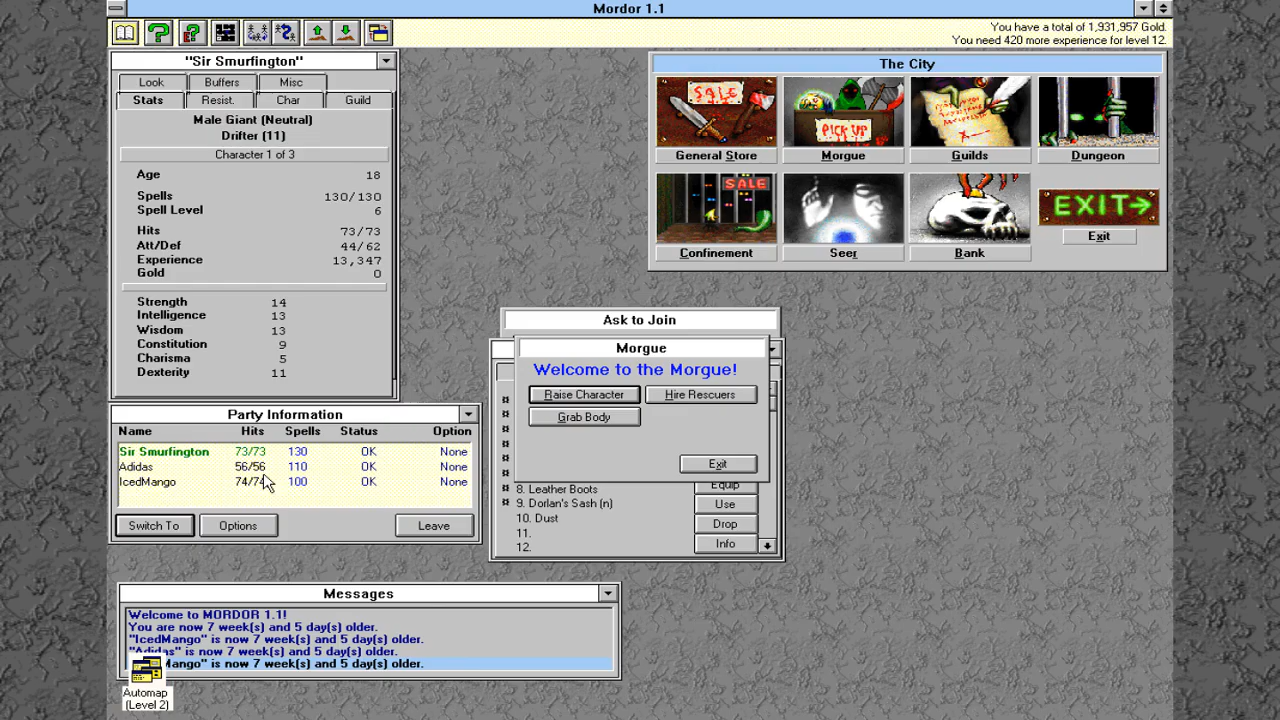 Mordor 1.1
You have a total of 1,931,957 Gold.
You need 420 more experience for level 12.
"Sir Smurfington"
Look Buffers Misc
Stats Resist. Char Guild
Male Giant (Neutral)
Drifter (11)
Character 1 of 3
Age 18
Spells 130/130
Spell Level 6
Hits 73/73
Att/Def 44/62
Experience 13,347
Gold 0
Strength 14
Intelligence 13
Wisdom 13
Constitution 9
Charisma 5
Dexterity 11
The City
SALE
PICK UP
General Store Morgue Guilds Dungeon
SALE
EXIT
Confinement Seer Bank Exit
Ask to Join
Morgue
Welcome to the Morgue!
Raise Character Hire Rescuers
Grab Body
Exit
Equip
8. Leather Boots
9. Dorlan's Sash (n) Use
10. Dust Drop
11.
12. Info
Party Information
Name Hits Spells Status Option
Sir Smurfington 73/73 130 OK None
Adidas 56/56 110 OK None
IcedMango 74/74 100 OK None
Switch To Options Leave
Messages
Welcome to MORDOR 1.1!
You are now 7 week(s) and 5 day(s) older.
"IcedMango" is now 7 week(s) and 5 day(s) older.
"Adidas" is now 7 week(s) and 5 day(s) older.
Mango" is now 7 week(s) and 5 day(s) older.
Automap
(Level 2)